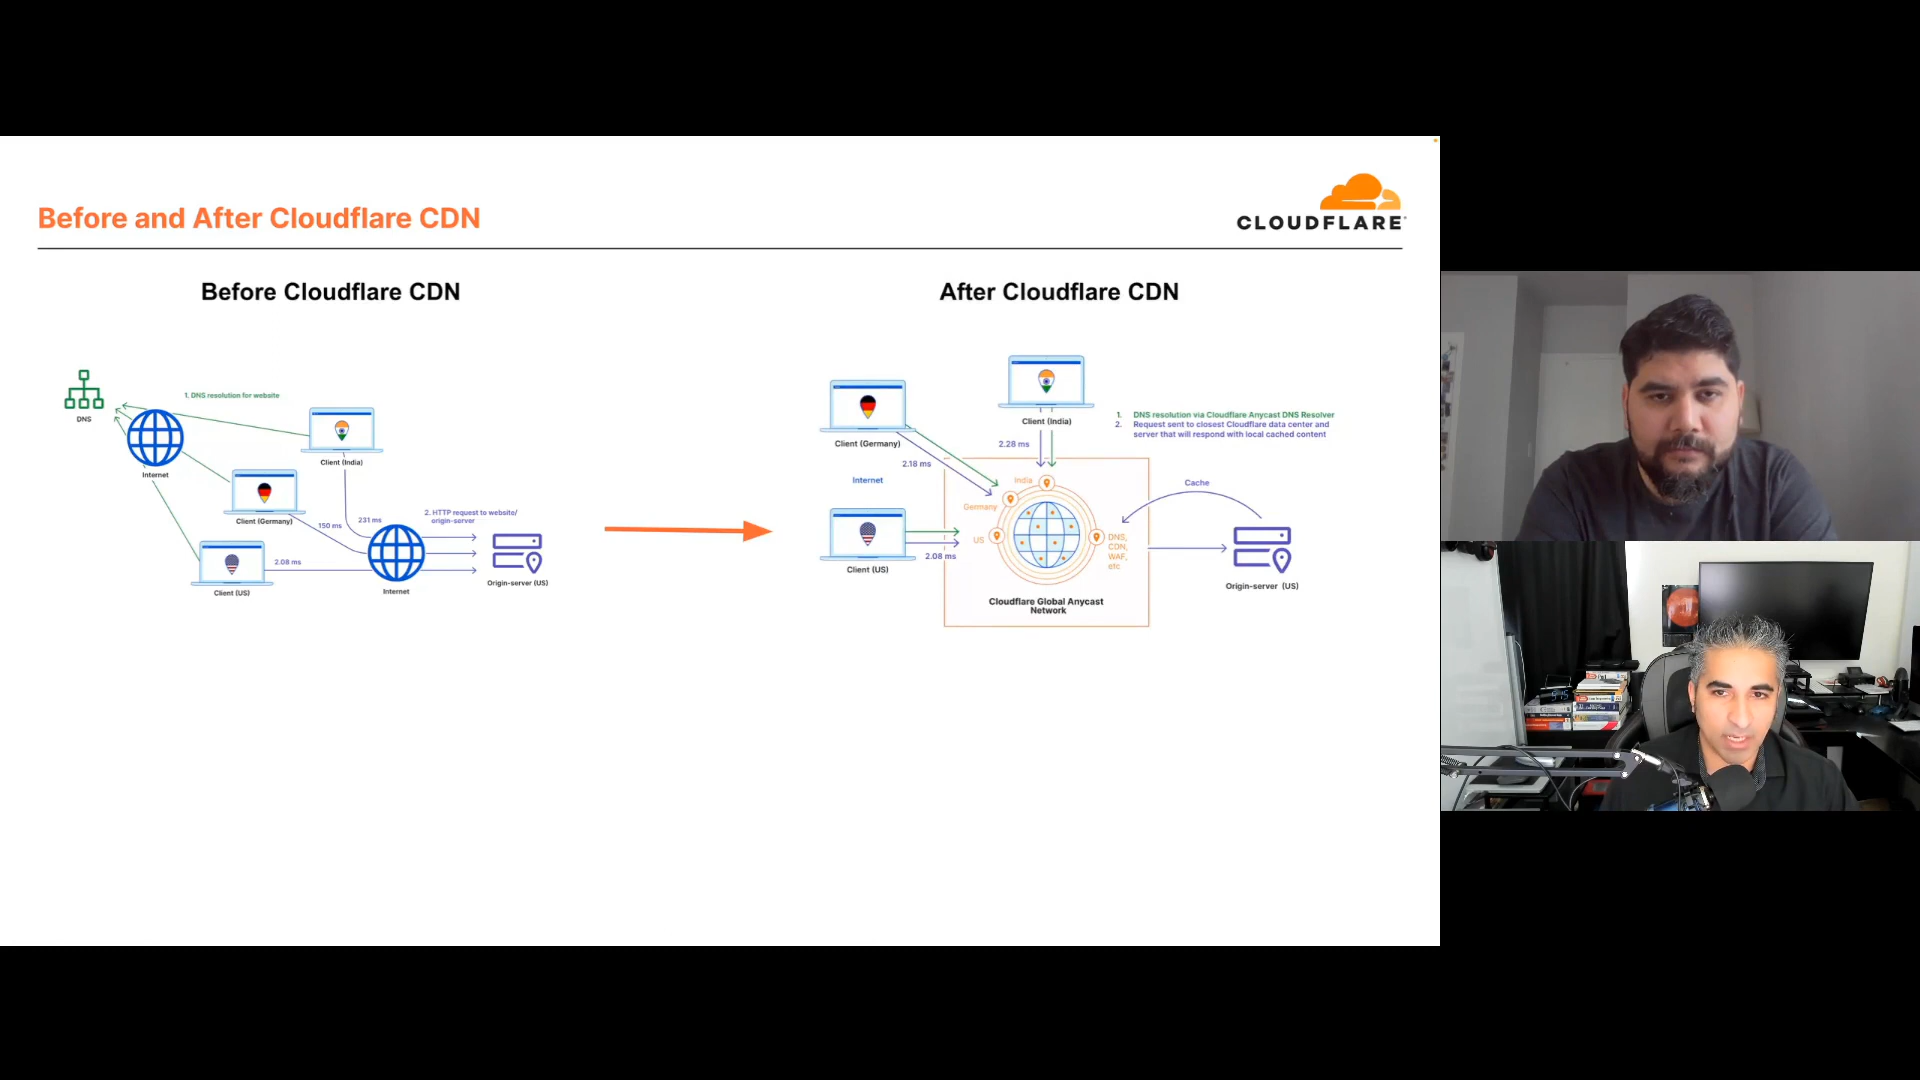 Before and After Cloudflare CDN
CLOUDFLARE
Before Cloudflare CDN
DNS
1. DNS resolution for website
Internet
Client (India)
Client (Germany)
150 ms
231 ms
2. HTTP request to website/
origin-server
2.08 ms
Client (US)
Internet
Origin-server (US)
After Cloudflare CDN
Client (Germany)
Client (India)
1. DNS resolution via Cloudflare Anycast DNS Resolver
2. Request sent to closest Cloudflare data center and
server that will respond with local cached content
2.28 ms
2.18 ms
Internet
India
Germany
US
2.08 ms
Client (US)
DNS,
CDN,
WAF,
etc
Cache
Cloudflare Global Anycast
Network
Origin-server (US)